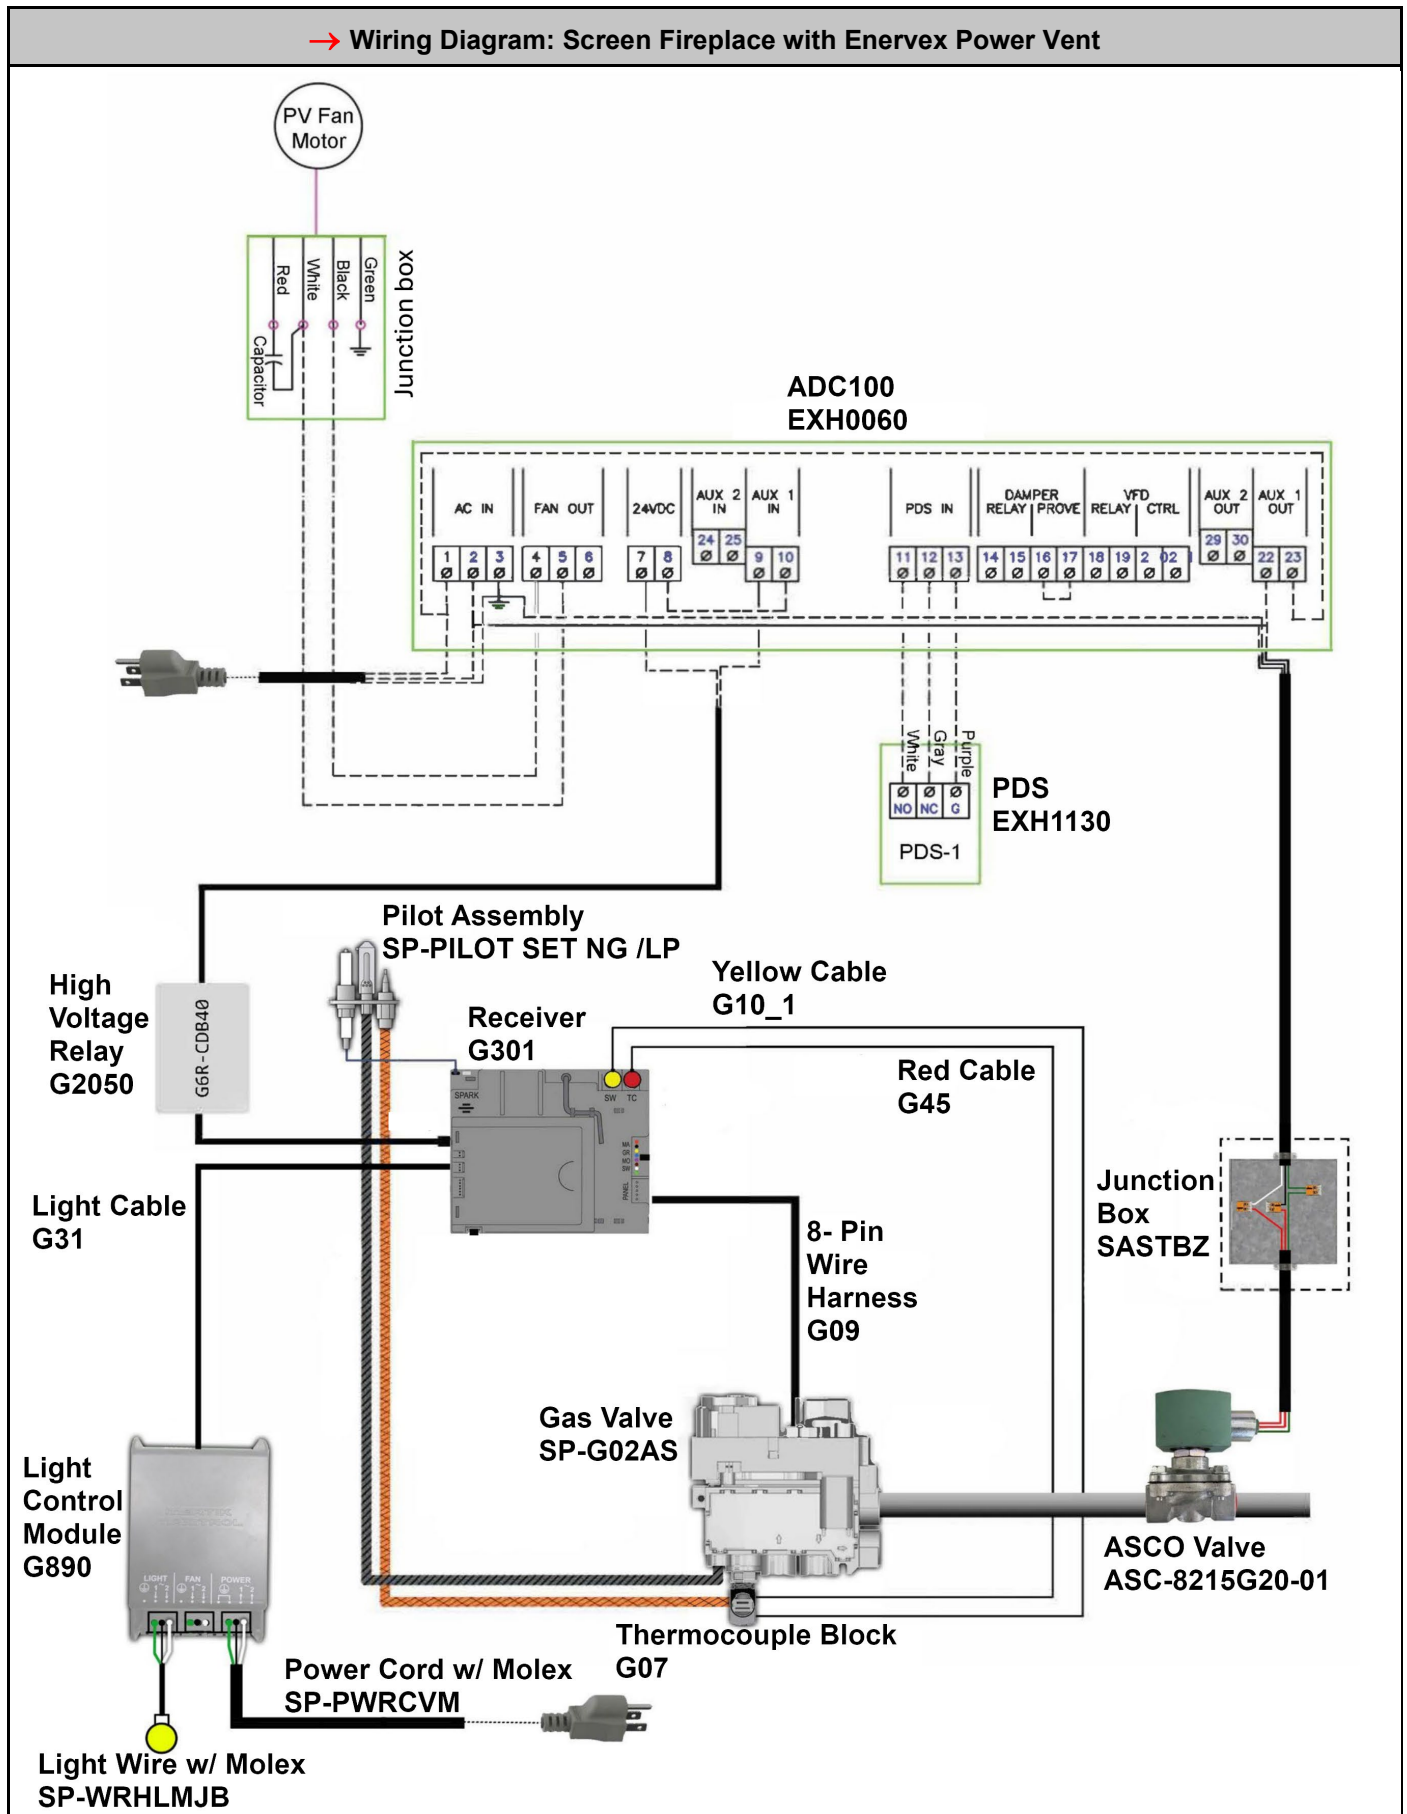 → Wiring Diagram: Screen Fireplace with Enervex Power Vent
PV Fan
Motor
Red
White
Black
Green
Capacitor
Junction box
ADC100
EXH0060
AC IN
FAN OUT
24VDC
AUX 2
IN
AUX 1
IN
PDS IN
DAMPER
RELAY | PROVE
VFD
RELAY | CTRL
AUX 2
OUT
AUX 1
OUT
1 2 3
4 5 6
7 8
24 25
9 10
11 12 13
14 15 16 17 18 19 2 02
29 30
22 23
White
Gray
Purple
NO NC G
PDS-1
PDS
EXH1130
Pilot Assembly
SP-PILOT SET NG /LP
High
Voltage
Relay
G2050
G6R-CDB40
Receiver
G301
Yellow Cable
G10_1
Red Cable
G45
SPARK
SW TC
MA
GR
MO
SW
PANEL
Light Cable
G31
8- Pin
Wire
Harness
G09
Junction
Box
SASTBZ
Gas Valve
SP-G02AS
Light
Control
Module
G890
LIGHT FAN POWER
ASCO Valve
ASC-8215G20-01
Thermocouple Block
G07
Power Cord w/ Molex
SP-PWRCVM
Light Wire w/ Molex
SP-WRHLMJB